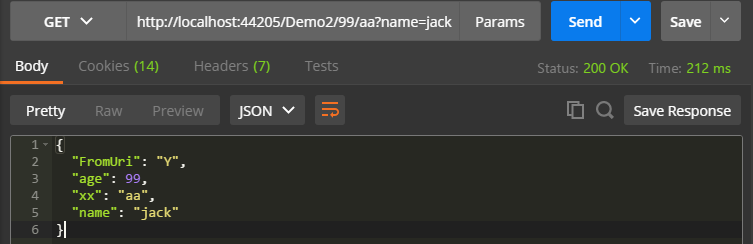 GET http://localhost:44205/Demo2/99/aa?name=jack Params Send Save
Body Cookies (14) Headers (7) Tests Status: 200 OK Time: 212 ms
Pretty Raw Preview JSON Save Response
1 {
2 "FromUri": "Y",
3 "age": 99,
4 "xx": "aa",
5 "name": "jack"
6 }